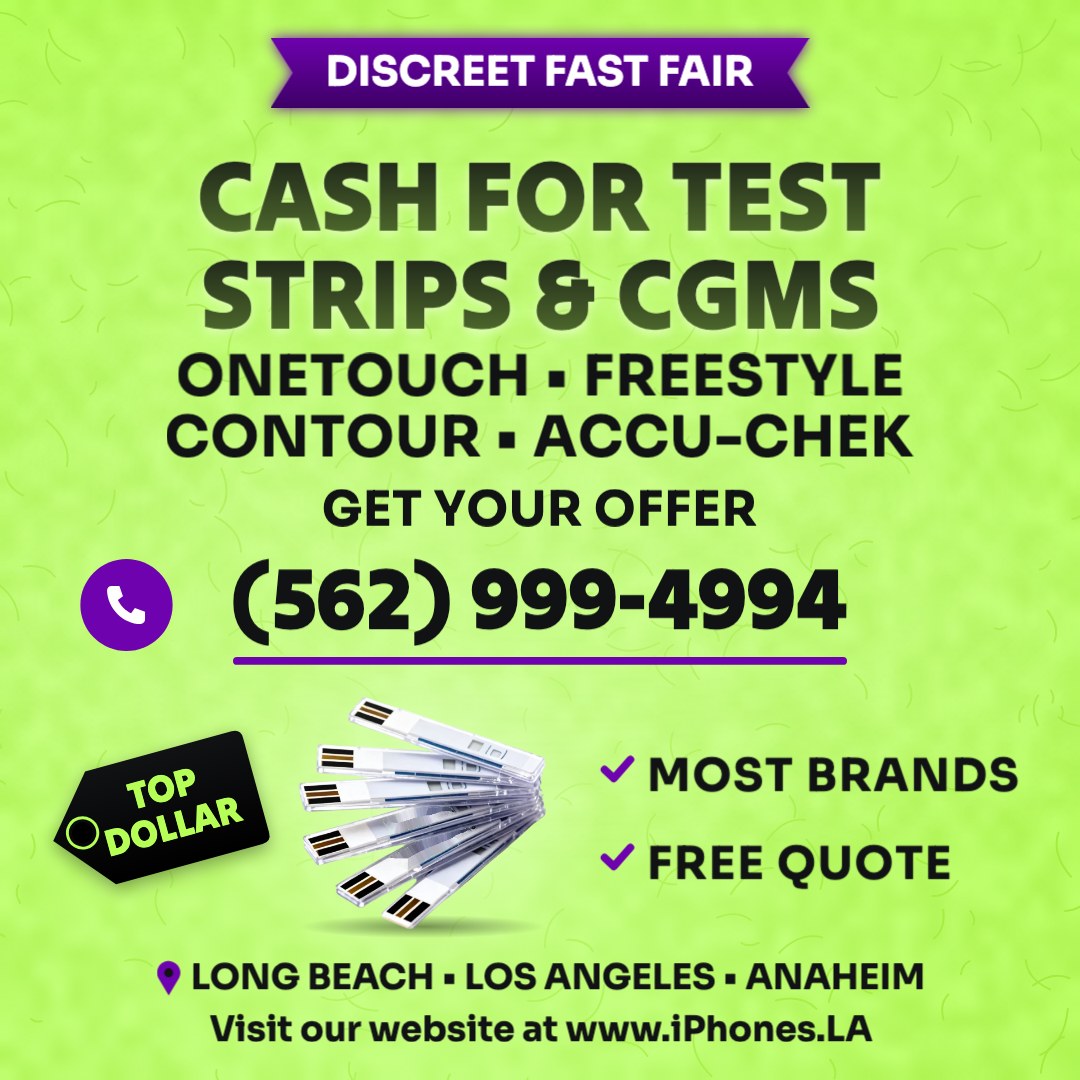 DISCREET FAST FAIR
CASH FOR TEST
STRIPS & CGMS
ONETOUCH ▪ FREESTYLE
CONTOUR ▪ ACCU-CHEK
GET YOUR OFFER
(562) 999-4994
TOP
DOLLAR
MOST BRANDS
FREE QUOTE
LONG BEACH ▪ LOS ANGELES ▪ ANAHEIM
Visit our website at www.iPhones.LA